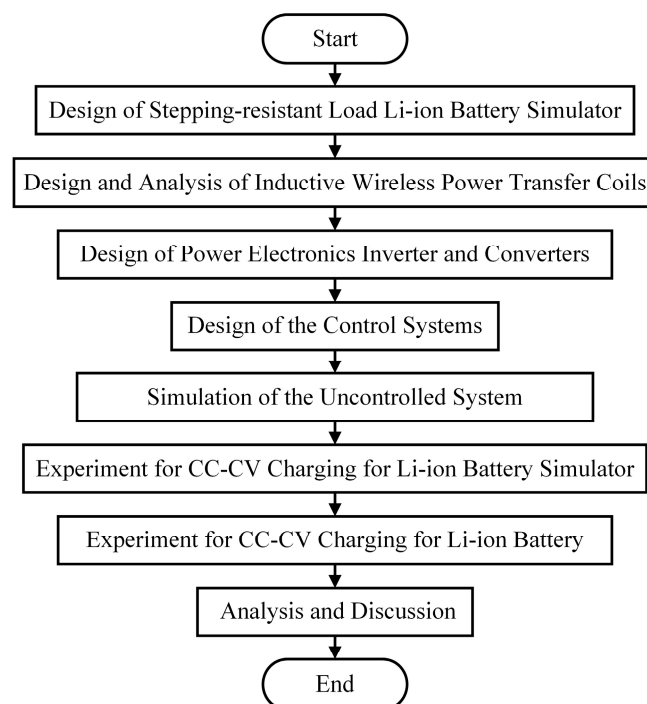 Start
Design of Stepping-resistant Load Li-ion Battery Simulator
Design and Analysis of Inductive Wireless Power Transfer Coils
Design of Power Electronics Inverter and Converters
Design of the Control Systems
Simulation of the Uncontrolled System
Experiment for CC-CV Charging for Li-ion Battery Simulator
Experiment for CC-CV Charging for Li-ion Battery
Analysis and Discussion
End